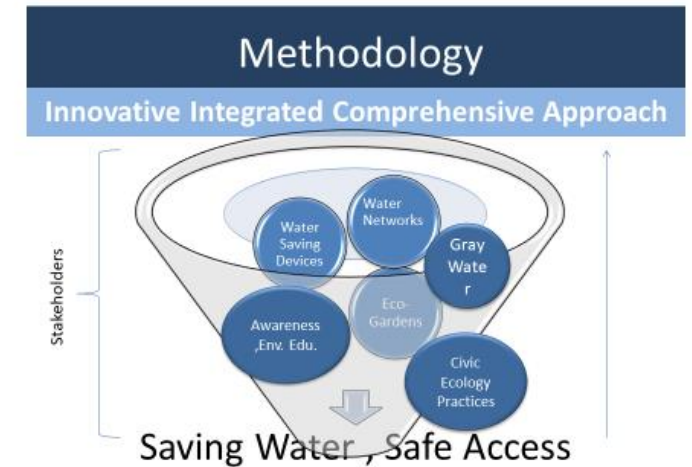 Methodology
Innovative Integrated Comprehensive Approach
Stakeholders
Water
Networks
Water
Saving
Devices
Gray
Wate
r
Eco-
Gardens
Awareness
,Env. Edu.
Civic
Ecology
Practices
Saving Water , Safe Access